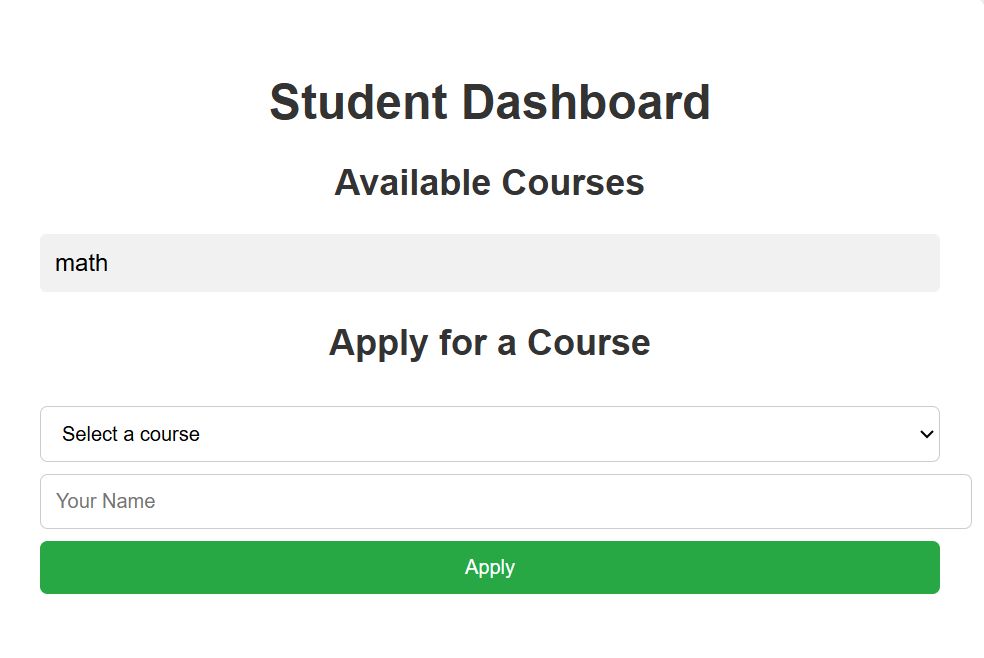 Student Dashboard
Available Courses
math
Apply for a Course
Select a course
Your Name
Apply